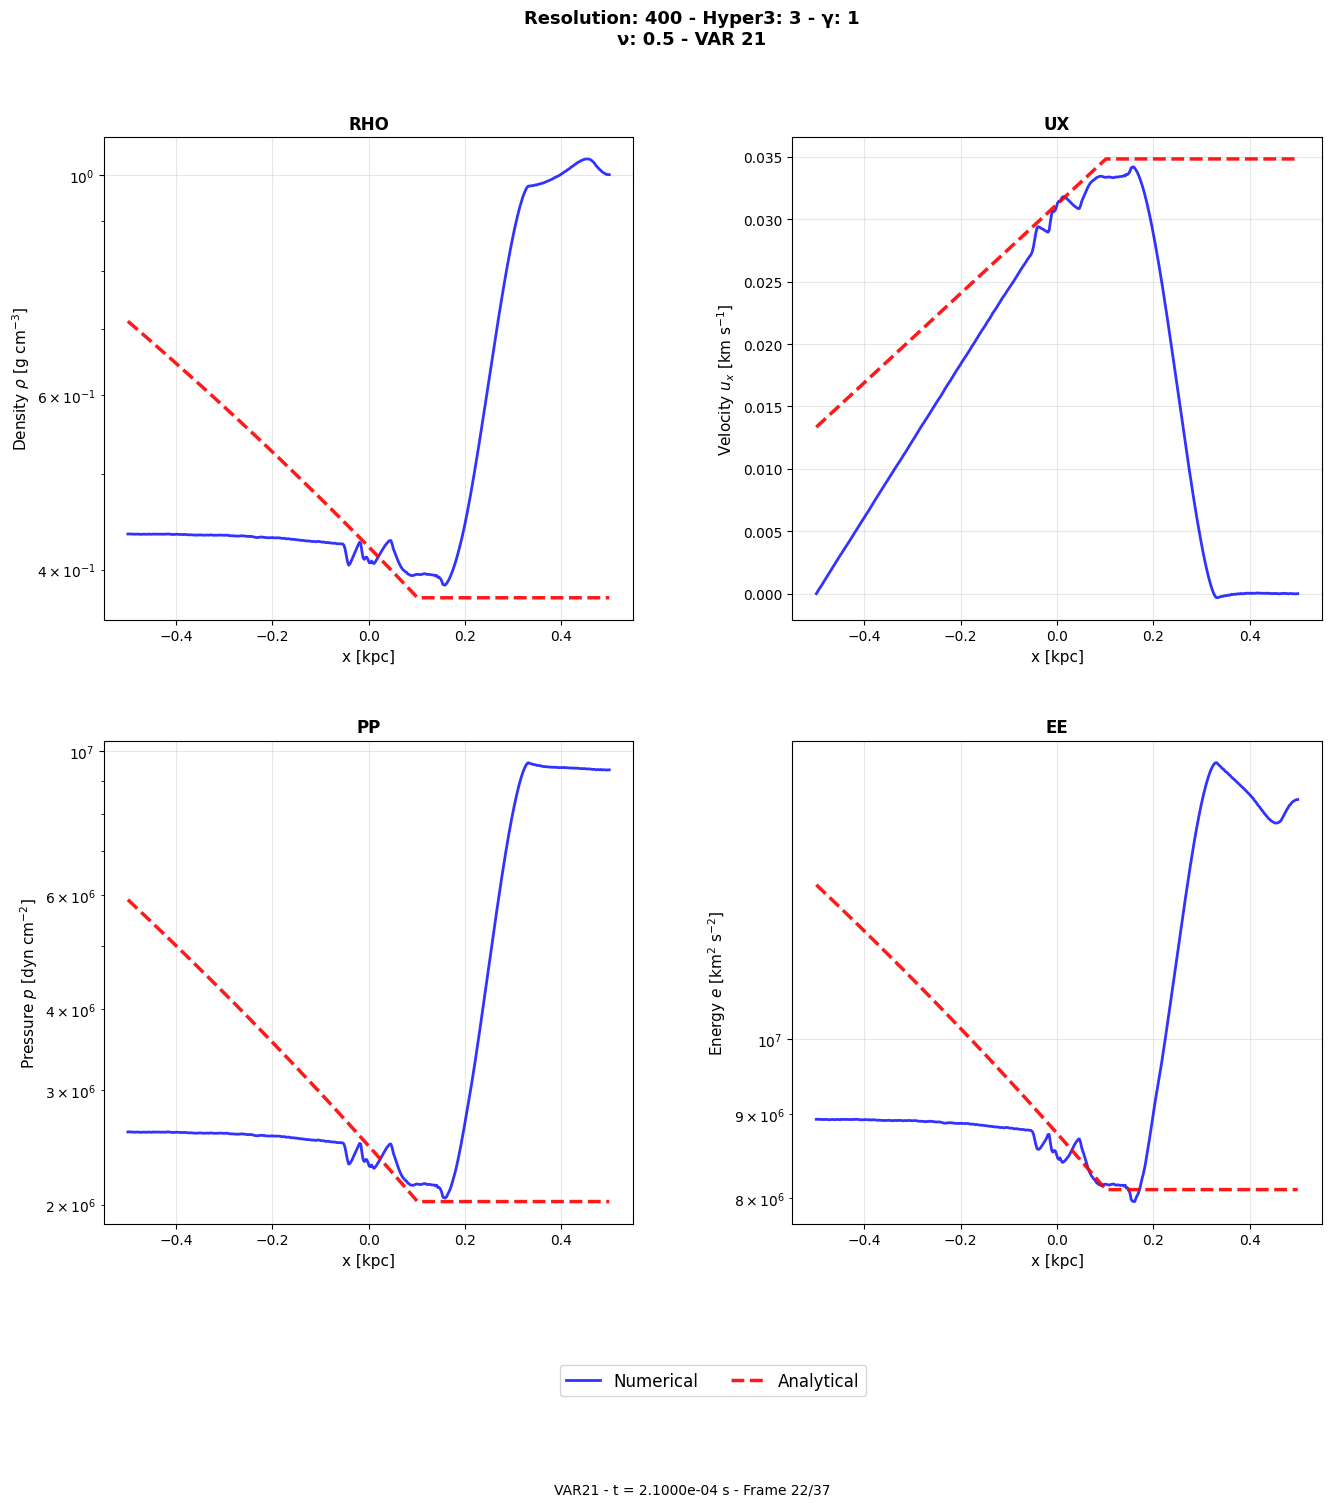 Resolution: 400 - Hyper3: 3 - γ: 1
ν: 0.5 - VAR 21
RHO
Density ρ [g cm⁻³]
10⁰
6 × 10⁻¹
4 × 10⁻¹
−0.4 −0.2 0.0 0.2 0.4
x [kpc]
UX
Velocity uₓ [km s⁻¹]
0.035
0.030
0.025
0.020
0.015
0.010
0.005
0.000
−0.4 −0.2 0.0 0.2 0.4
x [kpc]
PP
Pressure p [dyn cm⁻²]
10⁷
6 × 10⁶
4 × 10⁶
3 × 10⁶
2 × 10⁶
−0.4 −0.2 0.0 0.2 0.4
x [kpc]
EE
Energy e [km² s⁻²]
10⁷
9 × 10⁶
8 × 10⁶
−0.4 −0.2 0.0 0.2 0.4
x [kpc]
Numerical Analytical
VAR21 - t = 2.1000e-04 s - Frame 22/37